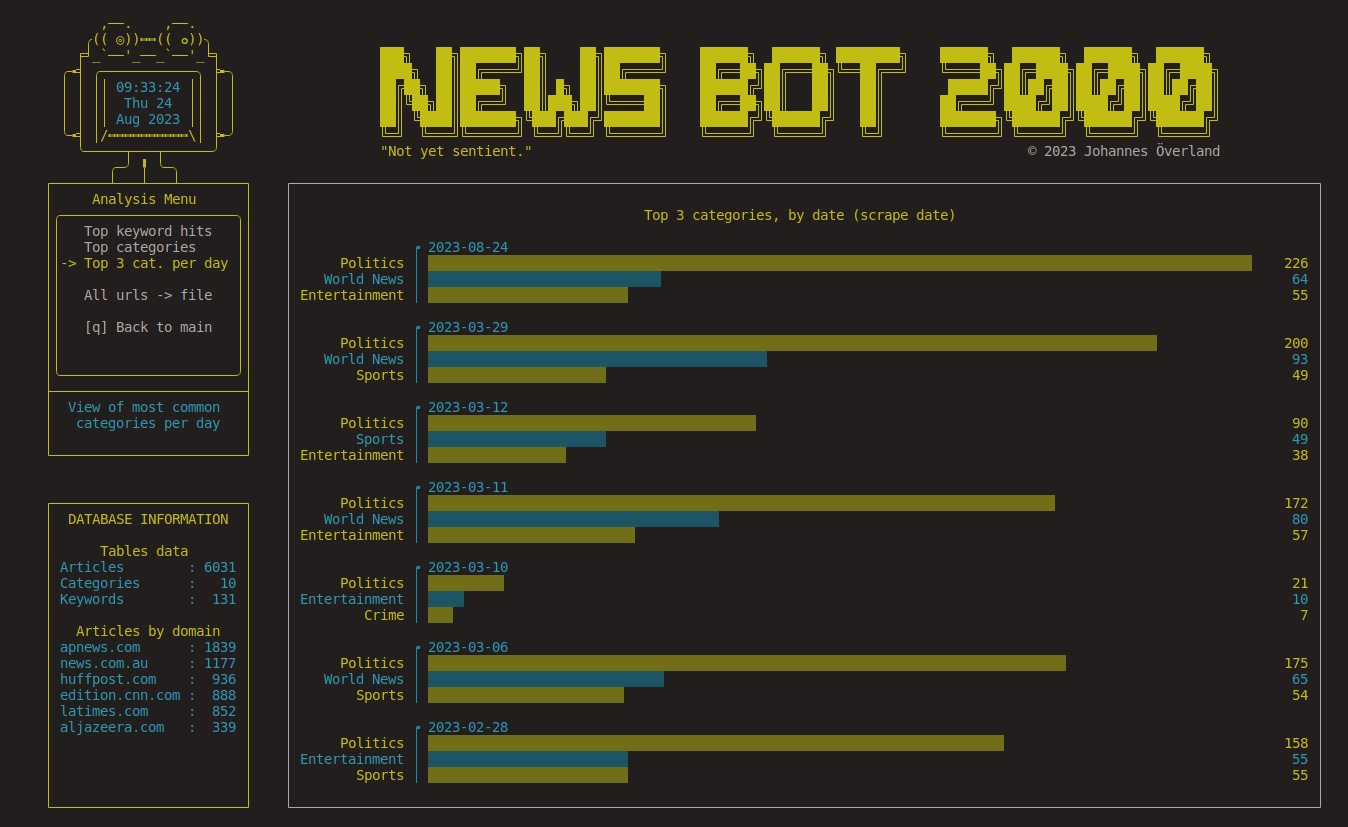 09:33:24
Thu 24
Aug 2023
NEWS BOT 2000
"Not yet sentient."
© 2023 Johannes Överland
Analysis Menu
Top keyword hits
Top categories
-> Top 3 cat. per day
All urls -> file
[q] Back to main
View of most common
categories per day
DATABASE INFORMATION
Tables data
Articles : 6031
Categories : 10
Keywords : 131
Articles by domain
apnews.com : 1839
news.com.au : 1177
huffpost.com : 936
edition.cnn.com : 888
latimes.com : 852
aljazeera.com : 339
Top 3 categories, by date (scrape date)
2023-08-24
Politics 226
World News 64
Entertainment 55
2023-03-29
Politics 200
World News 93
Sports 49
2023-03-12
Politics 90
Sports 49
Entertainment 38
2023-03-11
Politics 172
World News 80
Entertainment 57
2023-03-10
Politics 21
Entertainment 10
Crime 7
2023-03-06
Politics 175
World News 65
Sports 54
2023-02-28
Politics 158
Entertainment 55
Sports 55